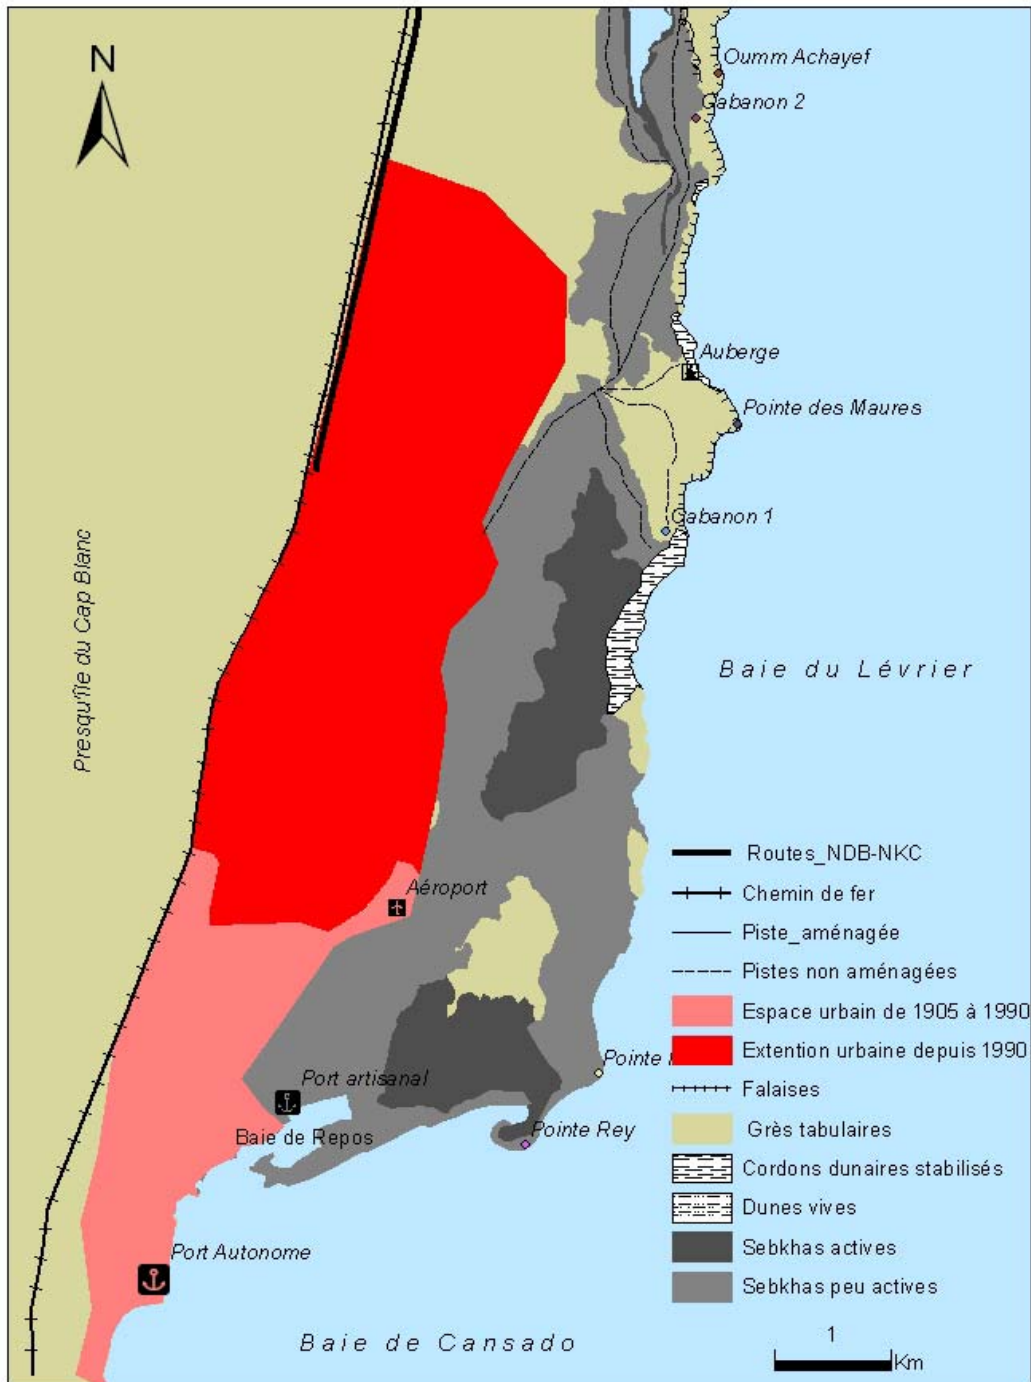 N
Oumm Achayef
Cabanon 2
Auberge
Pointe des Maures
Cabanon 1
Presqu'île du Cap Blanc
Baie du Lévrier
Aéroport
Pointe
Port artisanal
Baie de Repos
Pointe Rey
Port Autonome
Baie de Cansado
Routes_NDB-NKC
Chemin de fer
Piste_aménagée
Pistes non aménagées
Espace urbain de 1905 à 1990
Extention urbaine depuis 1990
Falaises
Grès tabulaires
Cordons dunaires stabilisés
Dunes vives
Sebkhas actives
Sebkhas peu actives
1
Km